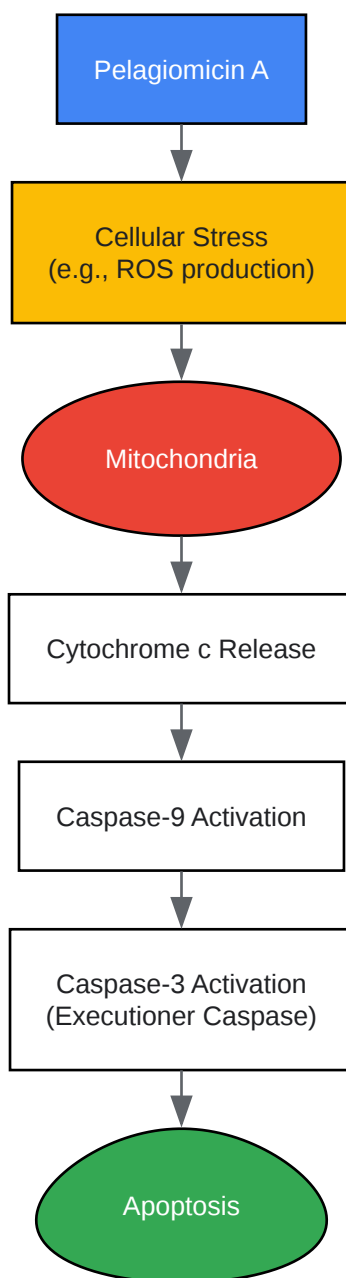 Pelagiomicin A
Cellular Stress
(e.g., ROS production)
Mitochondria
Cytochrome c Release
Caspase-9 Activation
Caspase-3 Activation
(Executioner Caspase)
Apoptosis